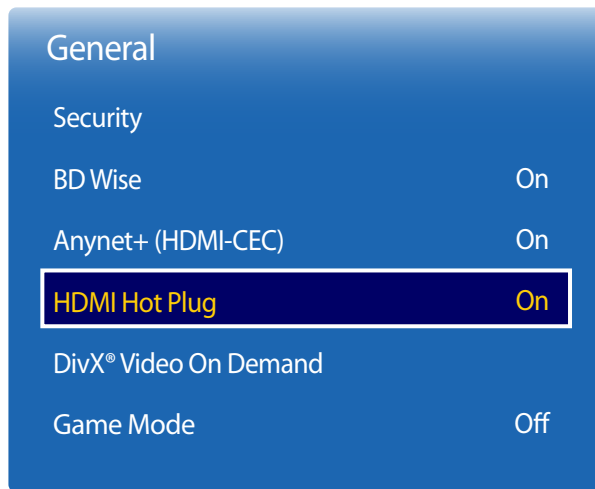 General
Security
BD Wise On
Anynet+ (HDMI-CEC) On
HDMI Hot Plug On
DivX® Video On Demand
Game Mode Off